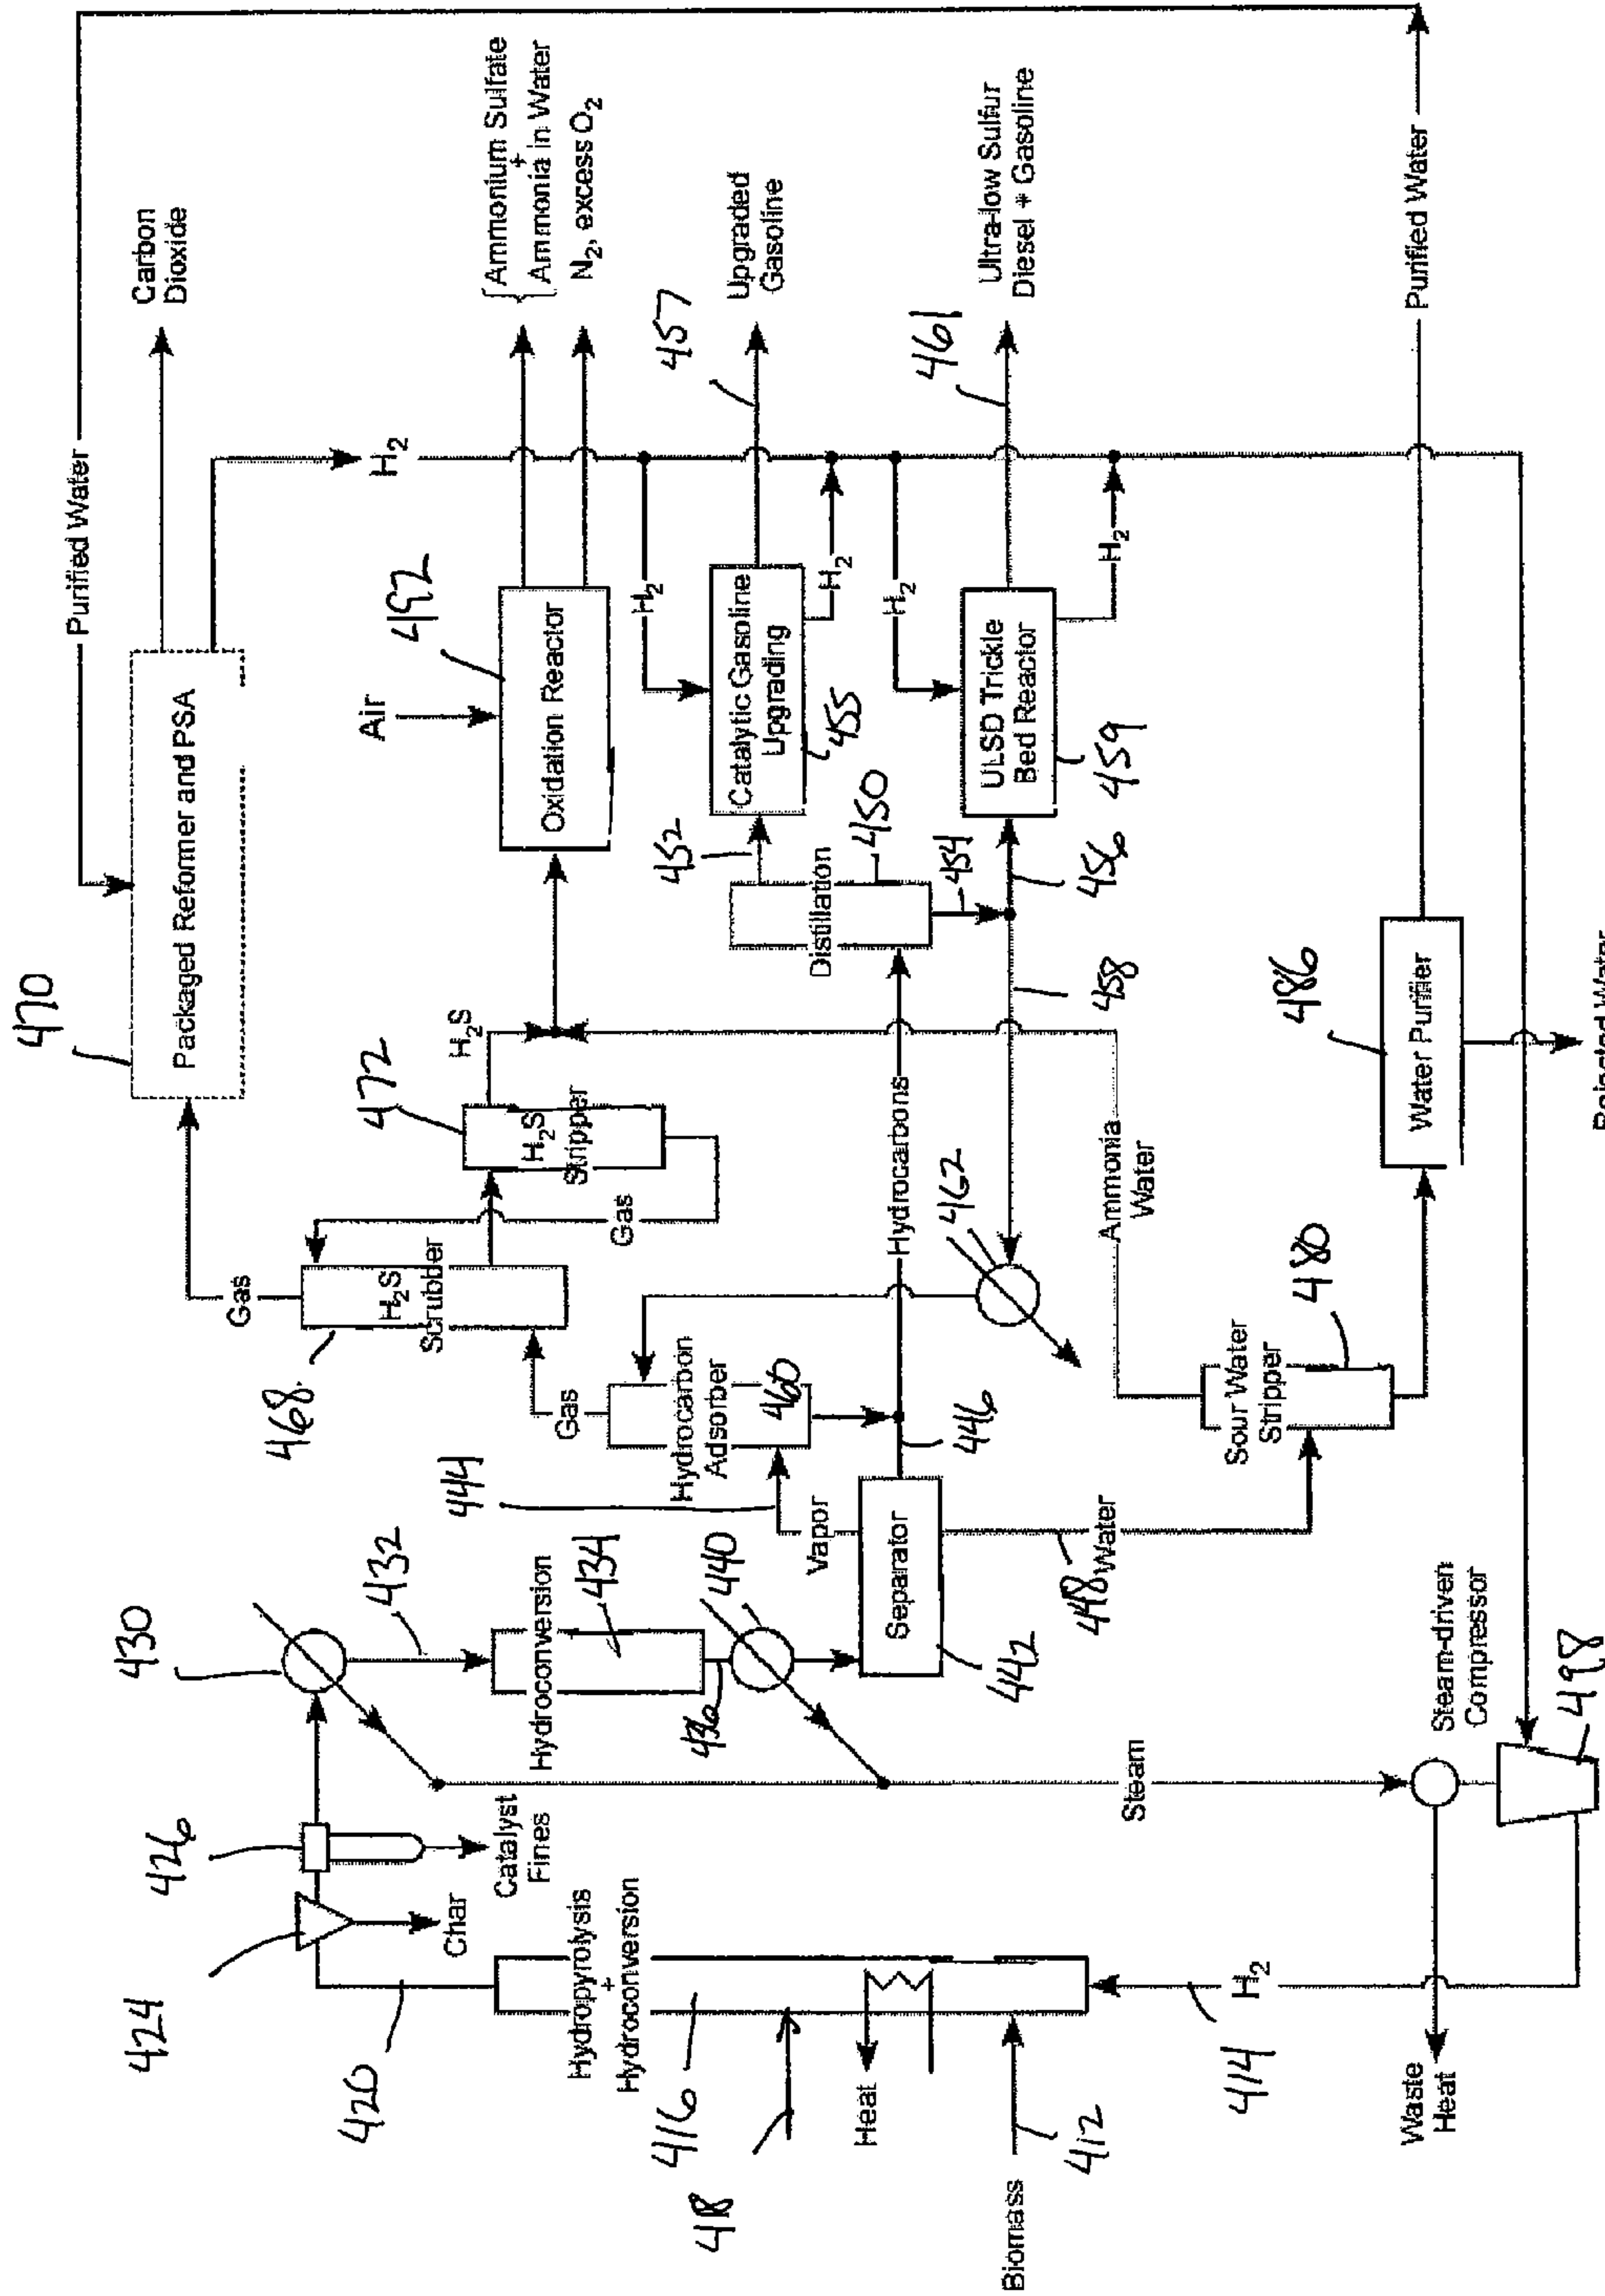 470
Purified Water
Packaged Reformer and PSA
Carbon
Dioxide
H₂
Gas
468
H₂S
Scrubber
Gas
472
H₂S
Stripper
H₂S
Air
492
Oxidation Reactor
Ammonium Sulfate
+
Ammonia in Water
N₂, excess O₂
424
426
430
432
420
Char
Catalyst
Fines
Hydropyrolysis
+
Hydroconversion
416
418
Heat
Biomass
412
414
H₂
Hydroconversion
434
436
440
444
Vapor
Separator
442
Gas
Hydrocarbon
Adsorber
460
446
Hydrocarbons
Distillation
450
452
454
H₂
Catalytic Gasoline
Upgrading
455
H₂
457
Upgraded
Gasoline
462
458
456
H₂
ULSD Trickle
Bed Reactor
459
H₂
461
Ultra-low Sulfur
Diesel + Gasoline
448
Water
Ammonia
Water
Sour Water
Stripper
480
486
Water Purifier
Purified Water
Steam
Waste
Heat
Steam-driven
Compressor
498